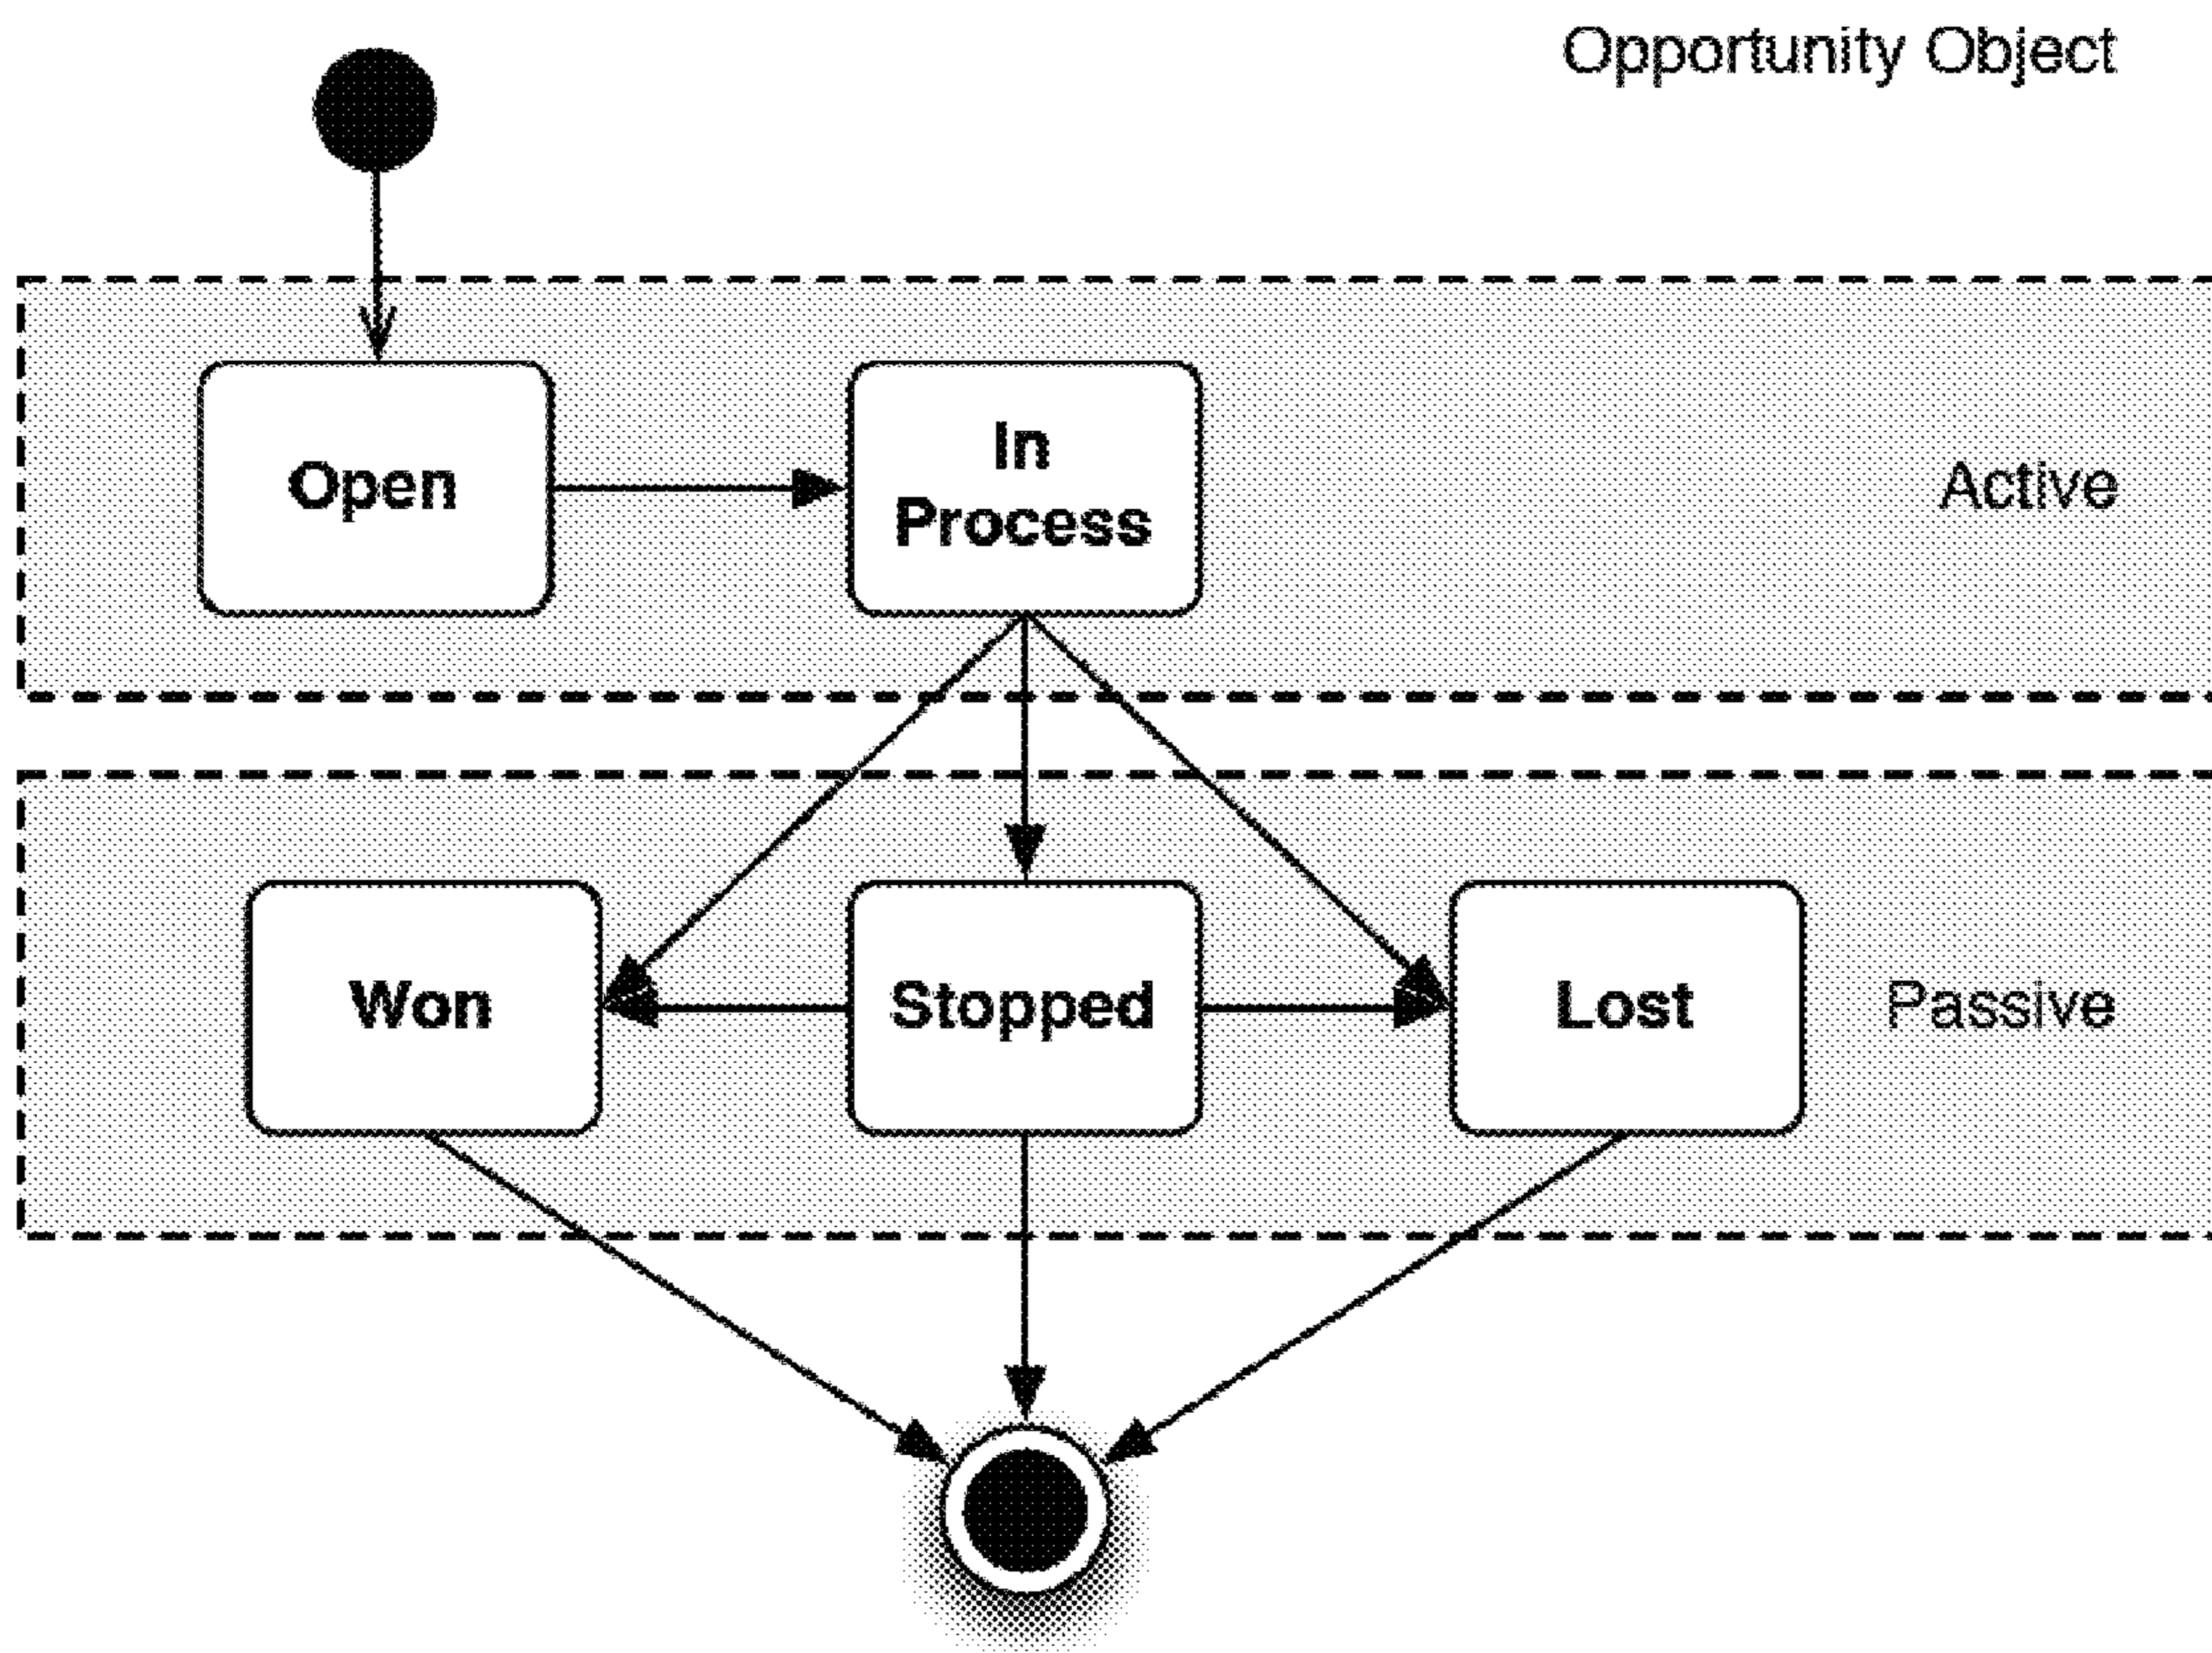 Opportunity Object
Open
In
Process
Active
Won
Stopped
Lost
Passive